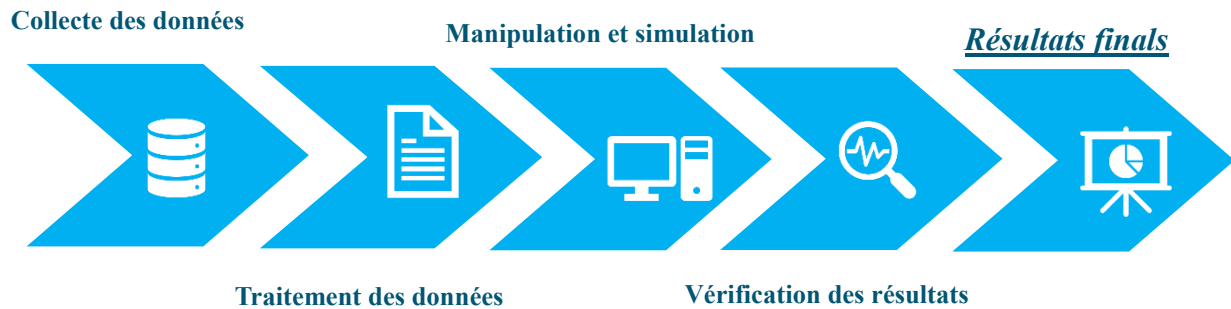 Collecte des données
Traitement des données
Manipulation et simulation
Vérification des résultats
Résultats finals